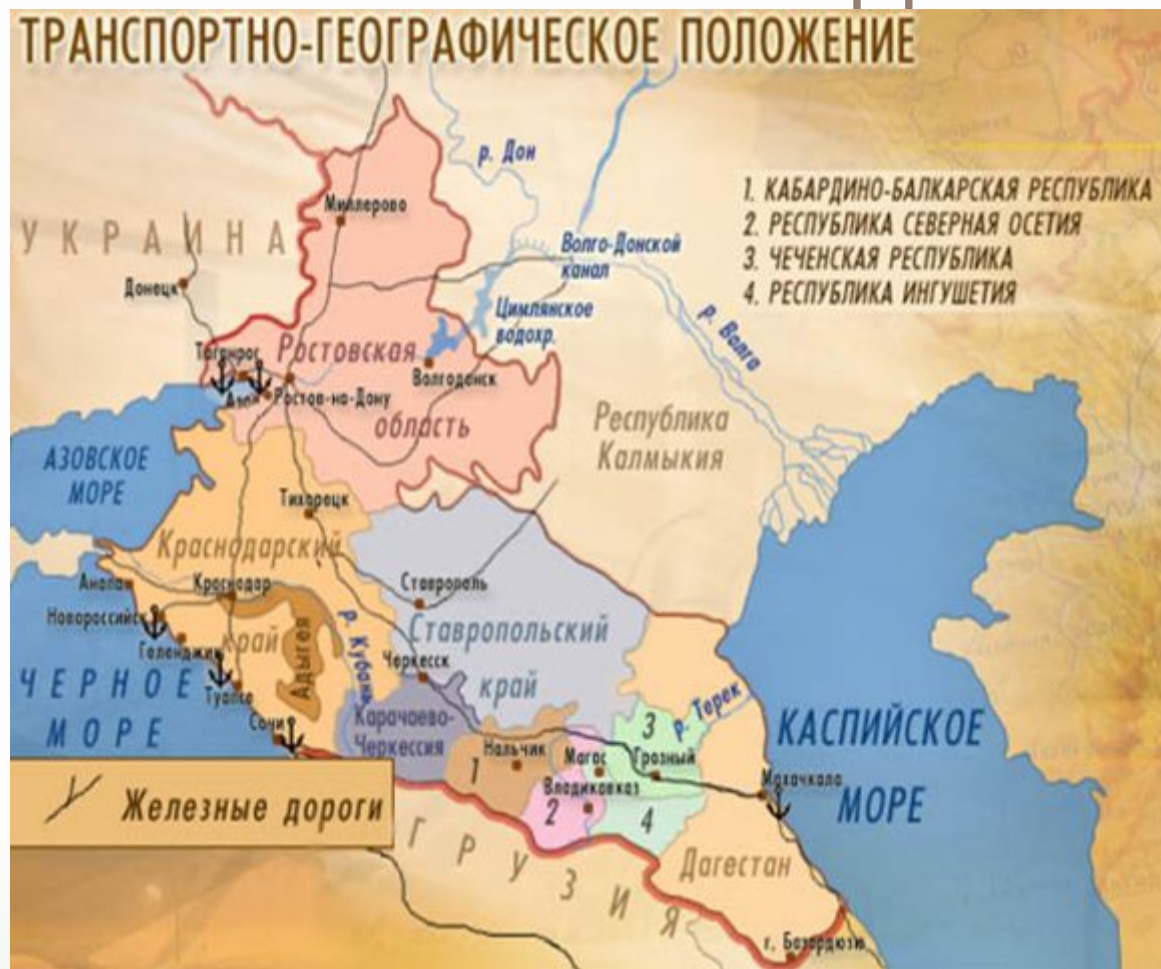 ТРАНСПОРТНО-ГЕОГРАФИЧЕСКОЕ ПОЛОЖЕНИЕ
р. Дон
1. КАБАРДИНО-БАЛКАРСКАЯ РЕСПУБЛИКА
2. РЕСПУБЛИКА СЕВЕРНАЯ ОСЕТИЯ
3. ЧЕЧЕНСКАЯ РЕСПУБЛИКА
4. РЕСПУБЛИКА ИНГУШЕТИЯ
Миллерово
УКРАИНА
Волго-Донской
канал
Донецк
Цимлянское
водохр.
р. Волга
Таганрог
Ростовская
область
Волгодонск
Азов
Ростов-на-Дону
Республика
Калмыкия
АЗОВСКОЕ
МОРЕ
Тихорецк
Краснодарский
край
Анапа
Краснодар
Ставрополь
Новороссийск
р. Кубань
Ставропольский
край
Геленджик
Адыгея
Черкесск
ЧЕРНОЕ
МОРЕ
Туапсе
Сочи
Карачаево-
Черкессия
3
р. Терек
КАСПИЙСКОЕ
МОРЕ
Нальчик
Магас
Грозный
1
Владикавказ
Махачкала
2
4
Железные дороги
ГРУЗИЯ
Дагестан
г. Базардюзю